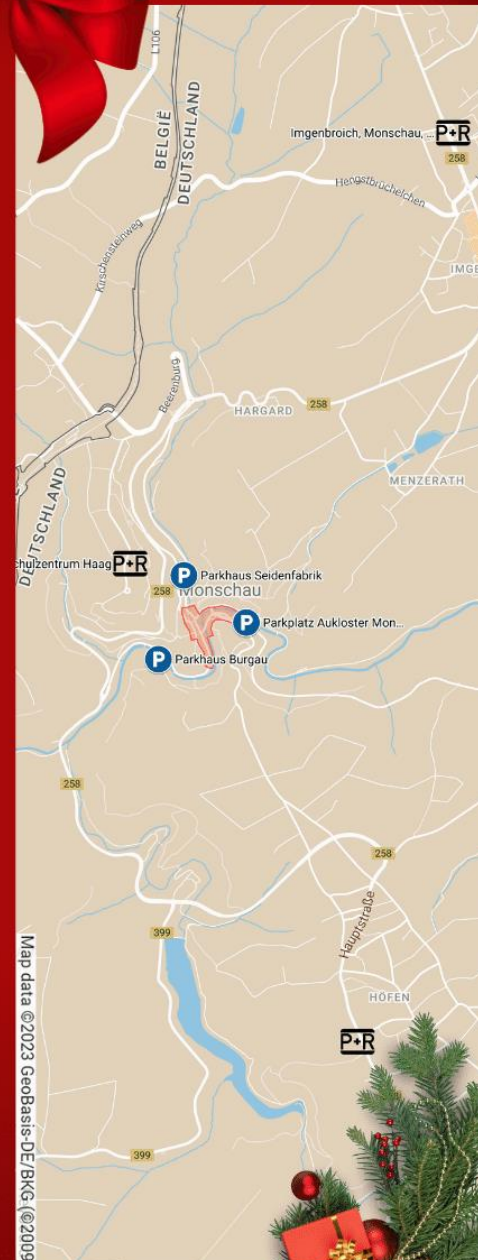 L106
BELGIË
DEUTSCHLAND
Imgenbroich, Monschau, ...
P+R
258
Hengstbrüchelchen
Kirschensteinweg
IMGE
Beerenburg
HARGARD
258
MENZERATH
DEUTSCHLAND
chulzentrum Haag
P+R
P
Parkhaus Seidenfabrik
258
Monschau
P
Parkplatz Aukloster Mon...
P
Parkhaus Burgau
258
258
Hauptstraße
399
HÖFEN
P+R
399
Map data ©2023 GeoBasis-DE/BKG (©2009